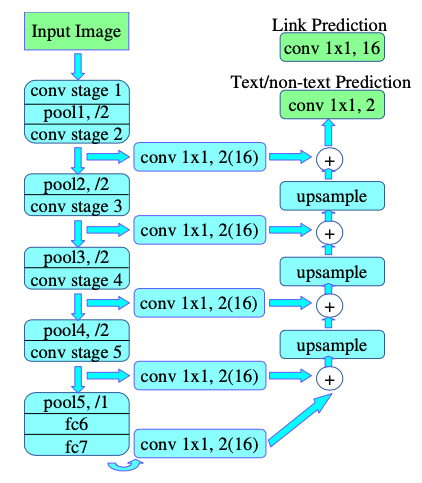 Input Image
conv stage 1
pool1, /2
conv stage 2
pool2, /2
conv stage 3
pool3, /2
conv stage 4
pool4, /2
conv stage 5
pool5, /1
fc6
fc7
conv 1x1, 2(16)
conv 1x1, 2(16)
conv 1x1, 2(16)
conv 1x1, 2(16)
conv 1x1, 2(16)
Link Prediction
conv 1x1, 16
Text/non-text Prediction
conv 1x1, 2
+
upsample
+
upsample
+
upsample
+